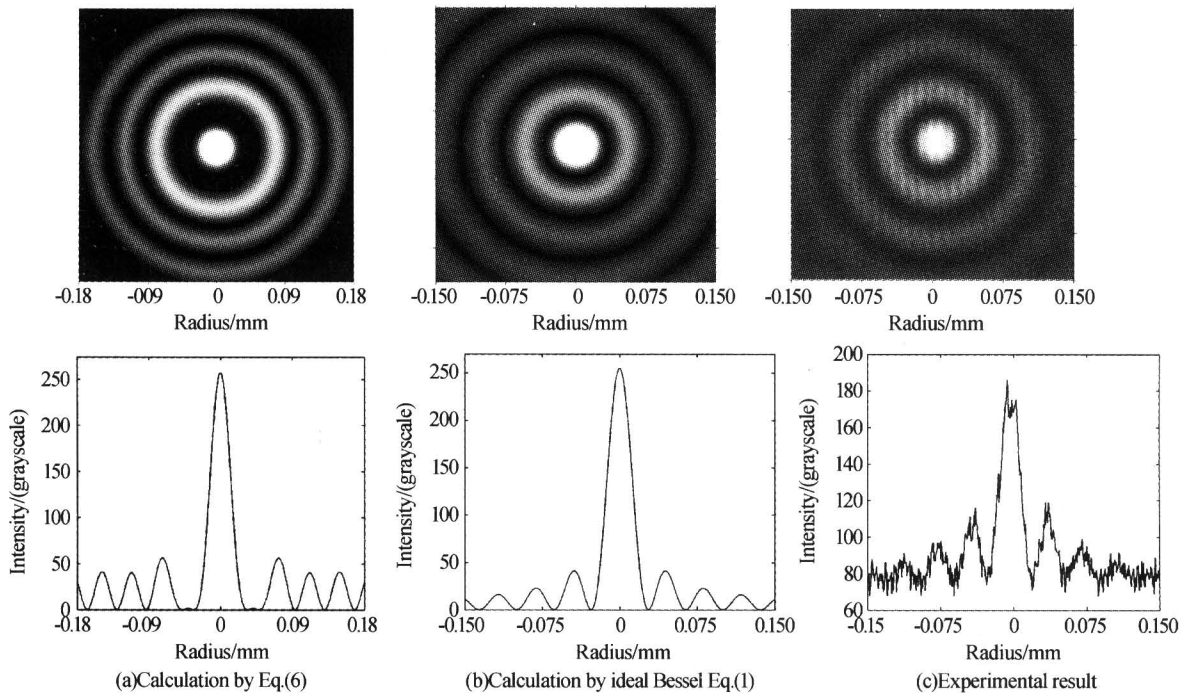 -0.18 -009 0 0.09 0.18
Radius/mm
-0.150 -0.075 0 0.075 0.150
Radius/mm
-0.150 -0.075 0 0.075 0.150
Radius/mm
Intensity/(grayscale)
250
200
150
100
50
0
-0.18 -0.09 0 0.09 0.18
Radius/mm
(a)Calculation by Eq.(6)
Intensity/(grayscale)
250
200
150
100
50
0
-0.150 -0.075 0 0.075 0.150
Radius/mm
(b)Calculation by ideal Bessel Eq.(1)
Intensity/(grayscale)
200
180
160
140
120
100
80
60
-0.15 -0.075 0 0.075 0.150
Radius/mm
(c)Experimental result